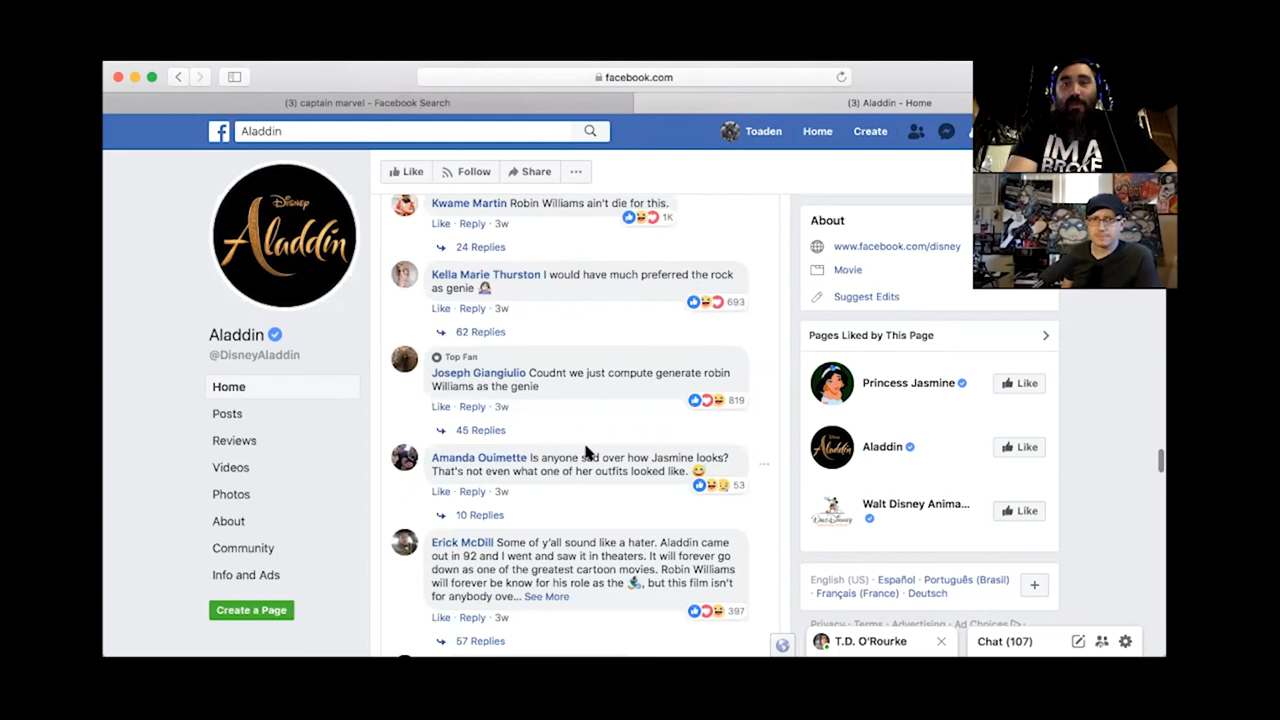 facebook.com
(3) captain marvel - Facebook Search
(3) Aladdin - Home
Aladdin
Toaden
Home
Create
I'M A
BROKE
Like
Follow
Share
DISNEY
Aladdin
Aladdin
@DisneyAladdin
Home
Posts
Reviews
Videos
Photos
About
Community
Info and Ads
Create a Page
Kwame Martin Robin Williams ain't die for this.
1K
Like · Reply · 3w
24 Replies
Kella Marie Thurston I would have much preferred the rock
as genie
693
Like · Reply · 3w
62 Replies
Top Fan
Joseph Giangiulio Coudnt we just compute generate robin
Williams as the genie
819
Like · Reply · 3w
45 Replies
Amanda Ouimette Is anyone sad over how Jasmine looks?
That's not even what one of her outfits looked like.
53
Like · Reply · 3w
10 Replies
Erick McDill Some of y'all sound like a hater. Aladdin came
out in 92 and I went and saw it in theaters. It will forever go
down as one of the greatest cartoon movies. Robin Williams
will forever be know for his role as the , but this film isn't
for anybody ove... See More
397
Like · Reply · 3w
57 Replies
About
www.facebook.com/disney
Movie
Suggest Edits
Pages Liked by This Page
Princess Jasmine
Like
Aladdin
Like
Walt Disney Anima...
Like
English (US) · Español · Português (Brasil)
· Français (France) · Deutsch
Privacy · Terms · Advertising · Ad Choices
T.D. O'Rourke
Chat (107)